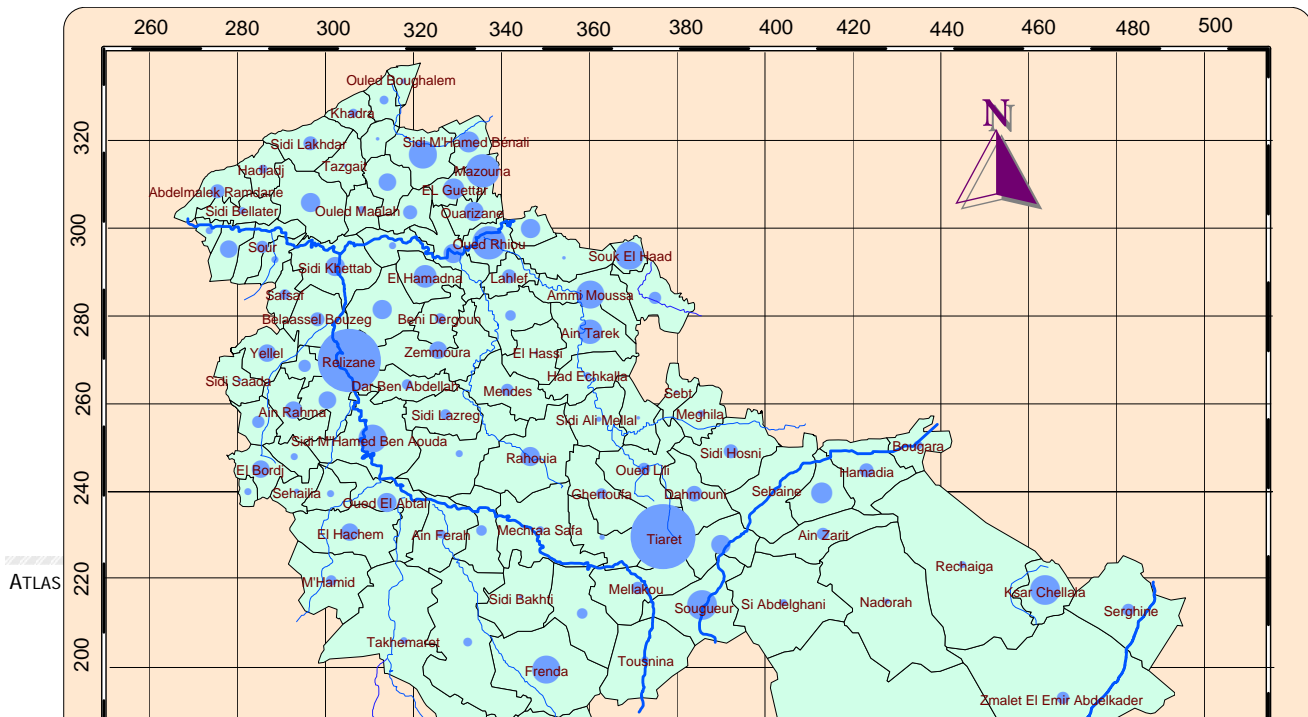 260 280 300 320 340 360 380 400 420 440 460 480 500
Ouled Boughalem
N
Khadra
320
Sidi Lakhdar
Sidi M'Hamed Bénali
Tazgait
Hadjadj
Mazouna
Abdelmalek Ramdane
EL Guettar
Sidi Bellater
Ouled Maalah
Ouarizane
300
Sour
Oued Rhiou
Souk El Haad
Sidi Khettab
El Hamadna
Lahlef
Safsaf
Ammi Moussa
280
Belaassel Bouzeg
Beni Dergoun
Ain Tarek
Yellel
Relizane
Zemmoura
El Hassi
Sidi Saada
Dar Ben Abdellah
Had Echkalla
Mendes
Sebt
260
Ain Rahma
Sidi Lazreg
Sidi Ali Mellal
Meghila
Sidi M'Hamed Ben Aouda
Bougara
Rahouia
Sidi Hosni
El Bordj
Oued Lili
Hamadia
240
Sehailia
Oued El Abtal
Ghertoufa
Dahmouni
Sebaine
El Hachem
Ain Ferah
Mechraa Safa
Tiaret
Ain Zarit
Rechaiga
ATLAS
220
M'Hamid
Mellakou
Ksar Chellala
Sidi Bakhti
Sougueur
Si Abdelghani
Nadorah
Serghine
Takhemaret
200
Frenda
Tousnina
Zmalet El Emir Abdelkader